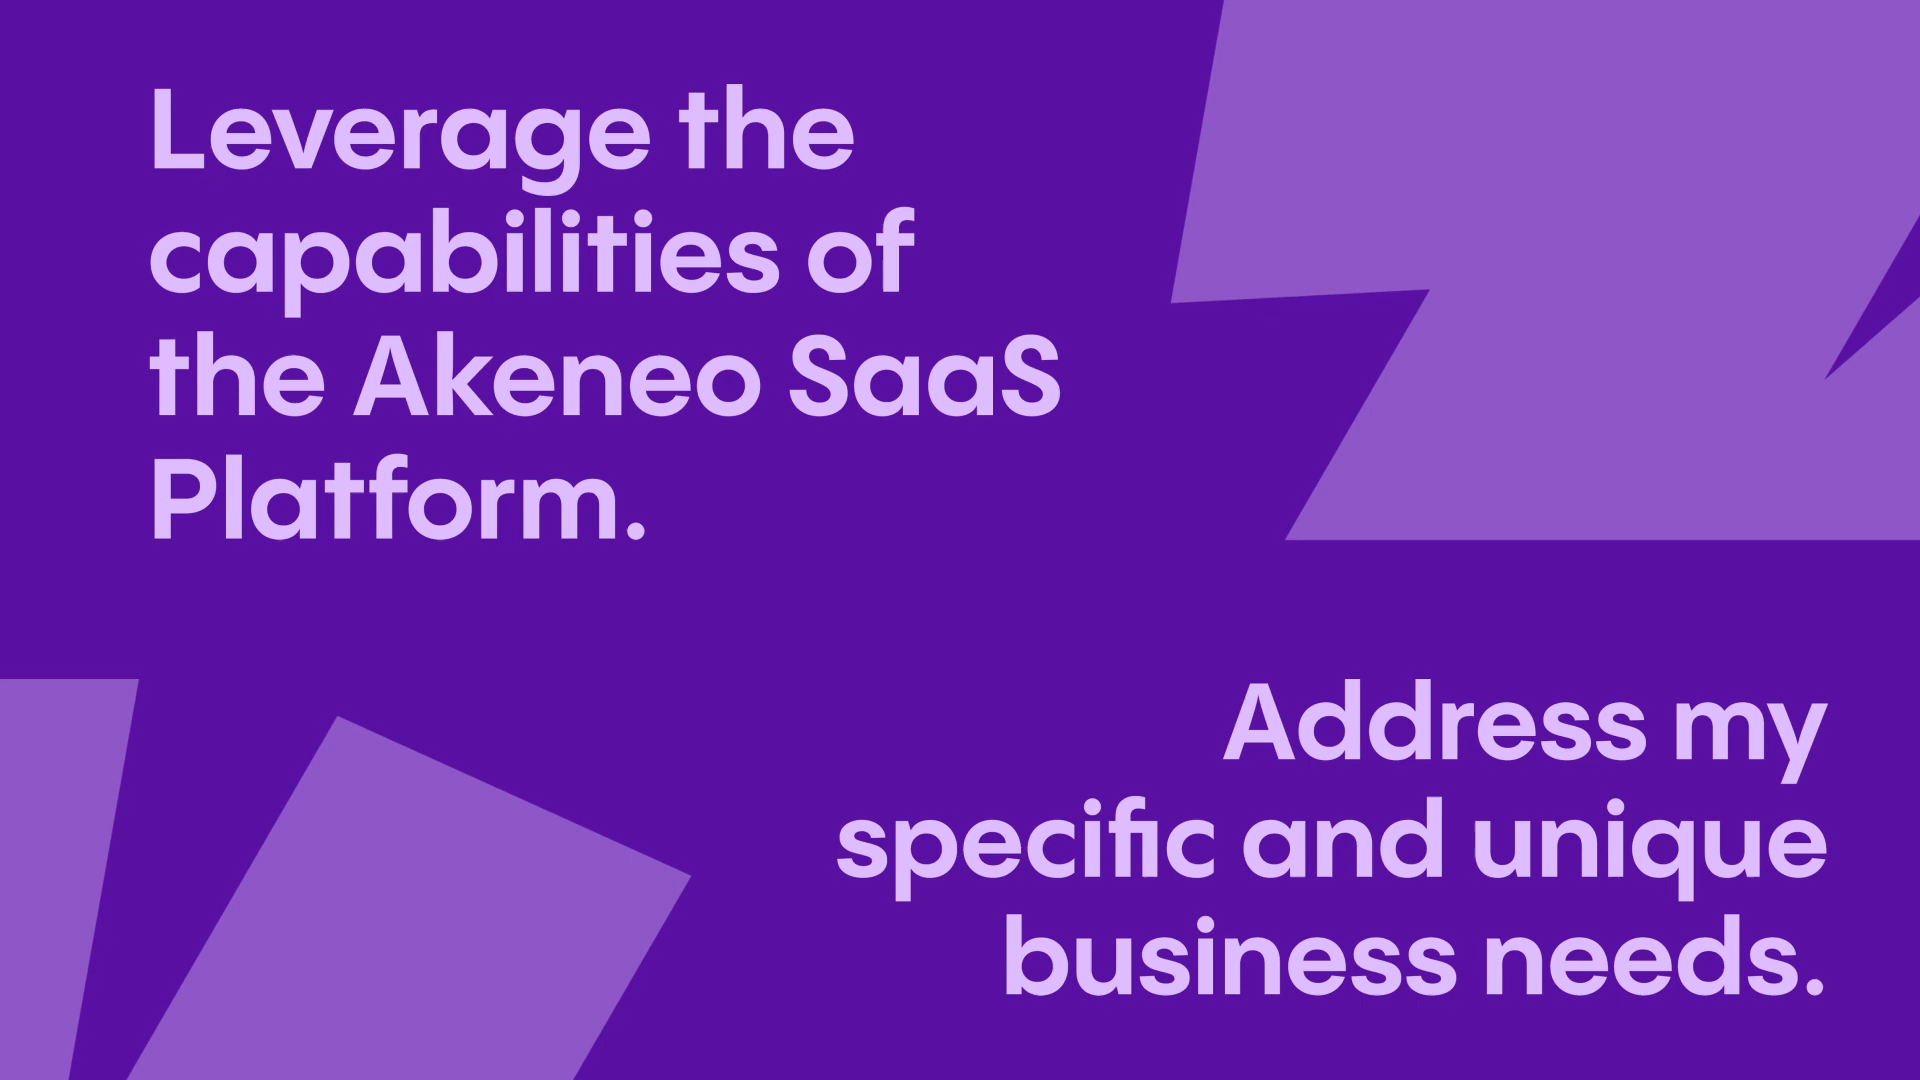 Leverage the
capabilities of
the Akeneo SaaS
Platform.
Address my
specific and unique
business needs.